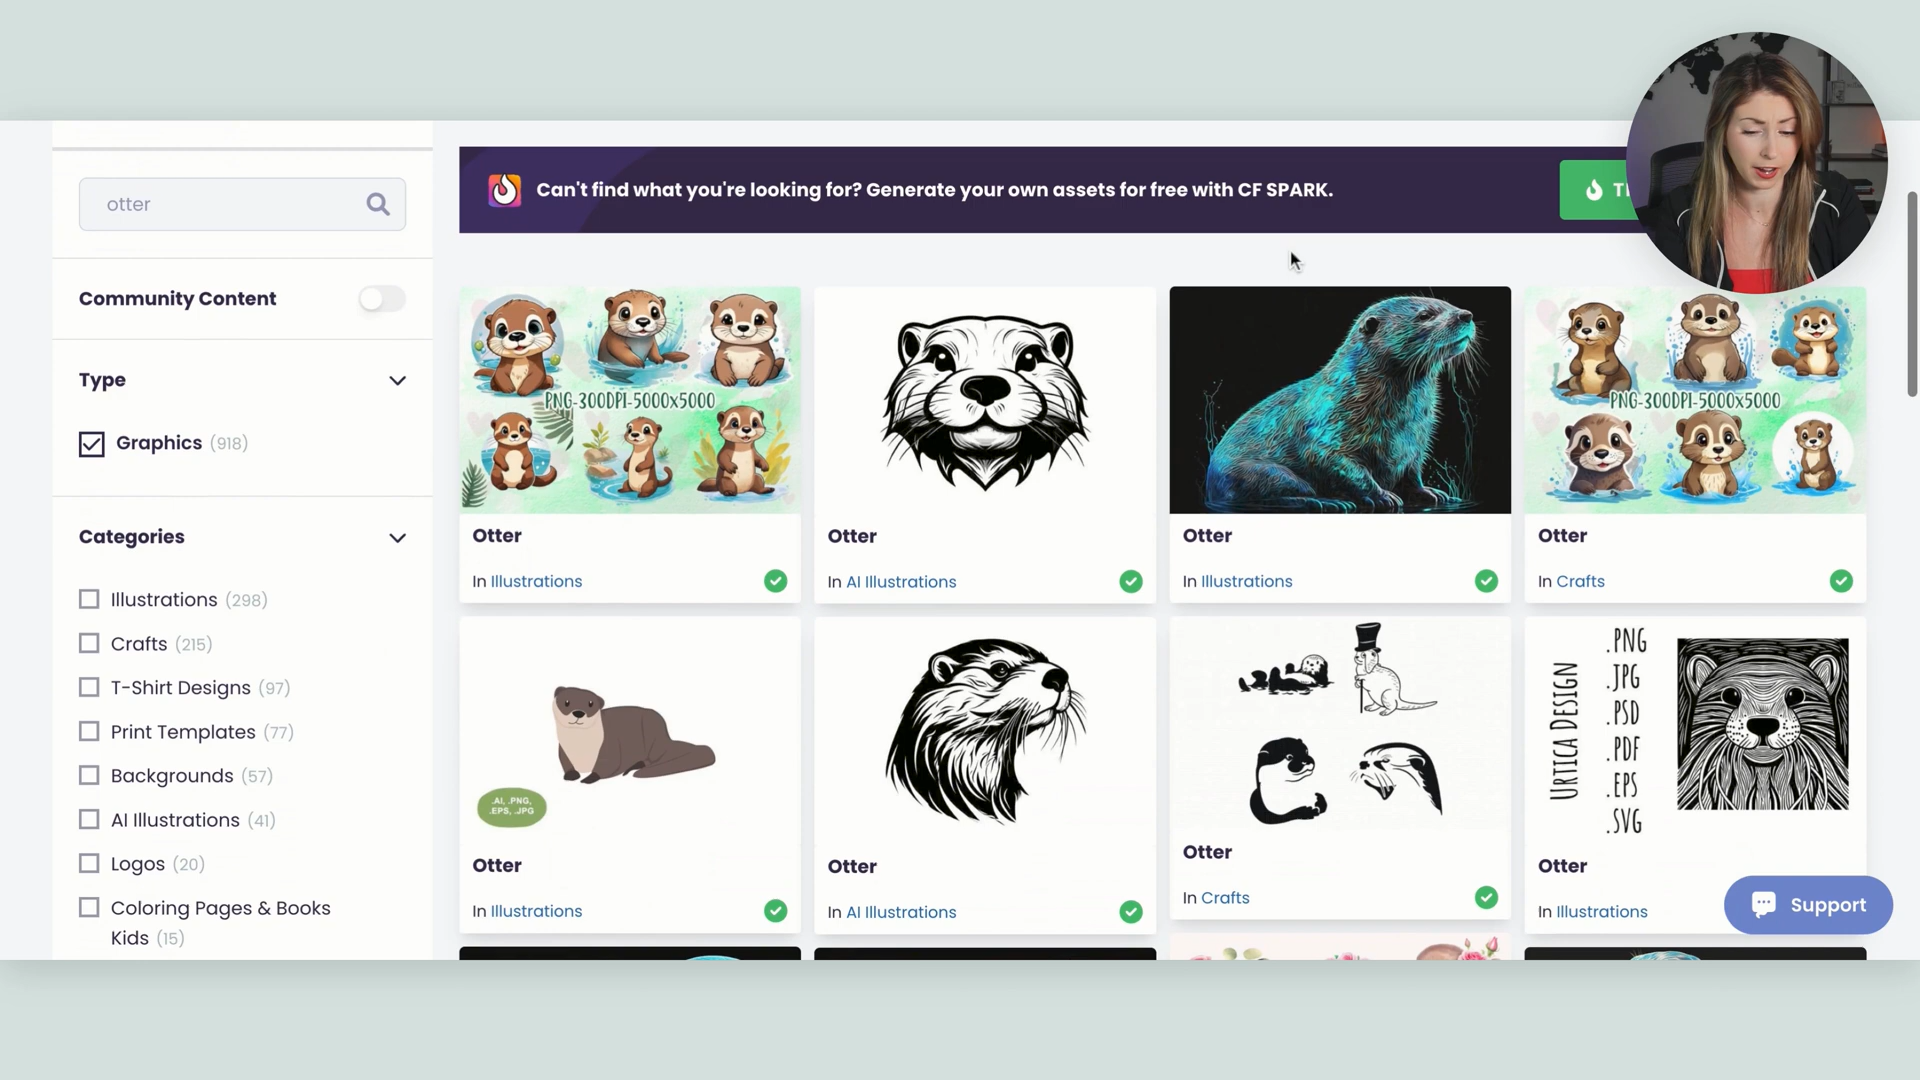 otter
Community Content
Type
Graphics (918)
Categories
Illustrations (298)
Crafts (215)
T-Shirt Designs (97)
Print Templates (77)
Backgrounds (57)
AI Illustrations (41)
Logos (20)
Coloring Pages & Books
Kids (15)
Can't find what you're looking for? Generate your own assets for free with CF SPARK.
PNG-300DPI-5000x5000
Otter
In Illustrations
Otter
In AI Illustrations
Otter
In Illustrations
PNG-300DPI-5000x5000
Otter
In Crafts
.AI, .PNG,
.EPS, .JPG
Otter
In Illustrations
Otter
In AI Illustrations
Otter
In Crafts
URTICA DESIGN
.PNG
.JPG
.PSD
.PDF
.EPS
.SVG
Otter
In Illustrations
Support